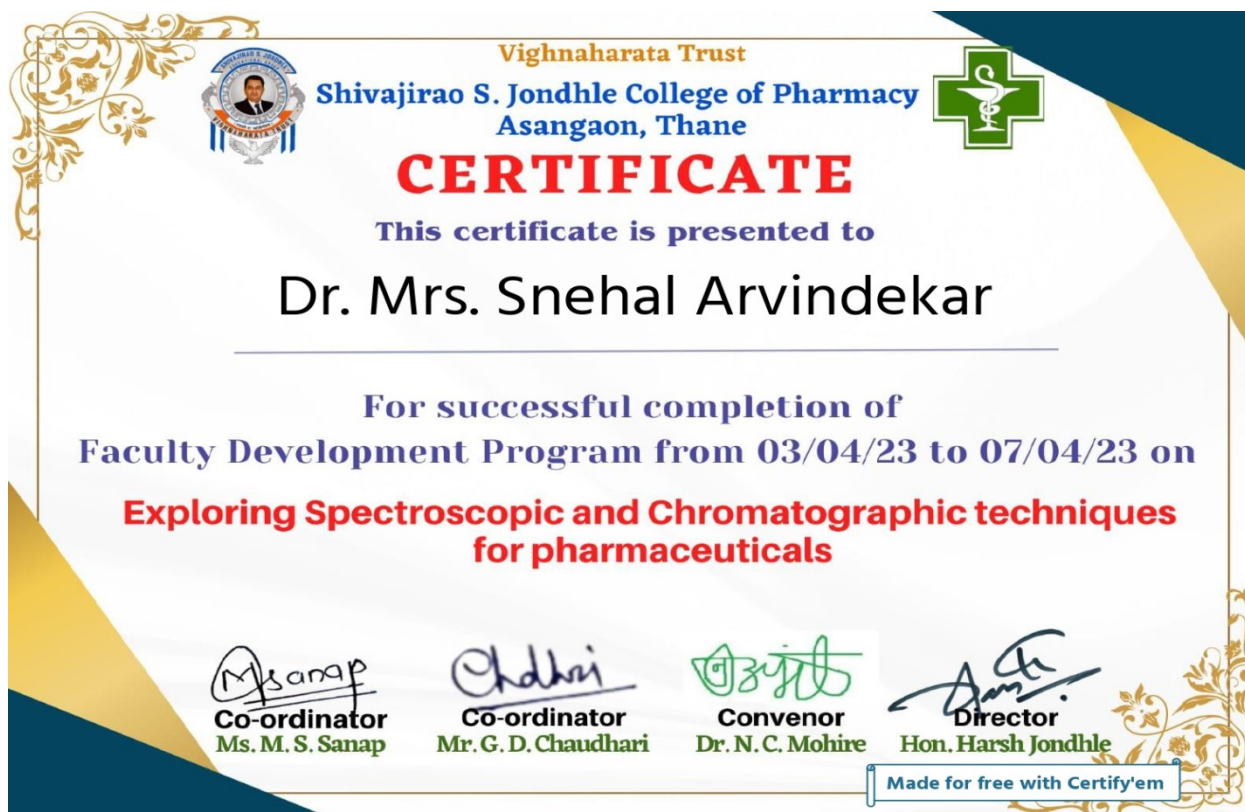 Vighnaharata Trust
Shivajirao S. Jondhle College of Pharmacy
Asangaon, Thane
CERTIFICATE
This certificate is presented to
Dr. Mrs. Snehal Arvindekar
For successful completion of
Faculty Development Program from 03/04/23 to 07/04/23 on
Exploring Spectroscopic and Chromatographic techniques
for pharmaceuticals
Msanap
Co-ordinator Co-ordinator Convenor Director
Ms. M. S. Sanap Mr. G. D. Chaudhari Dr. N. C. Mohire Hon. Harsh Jondhle
Made for free with Certify'em
VIGHNAHARATA TRUST